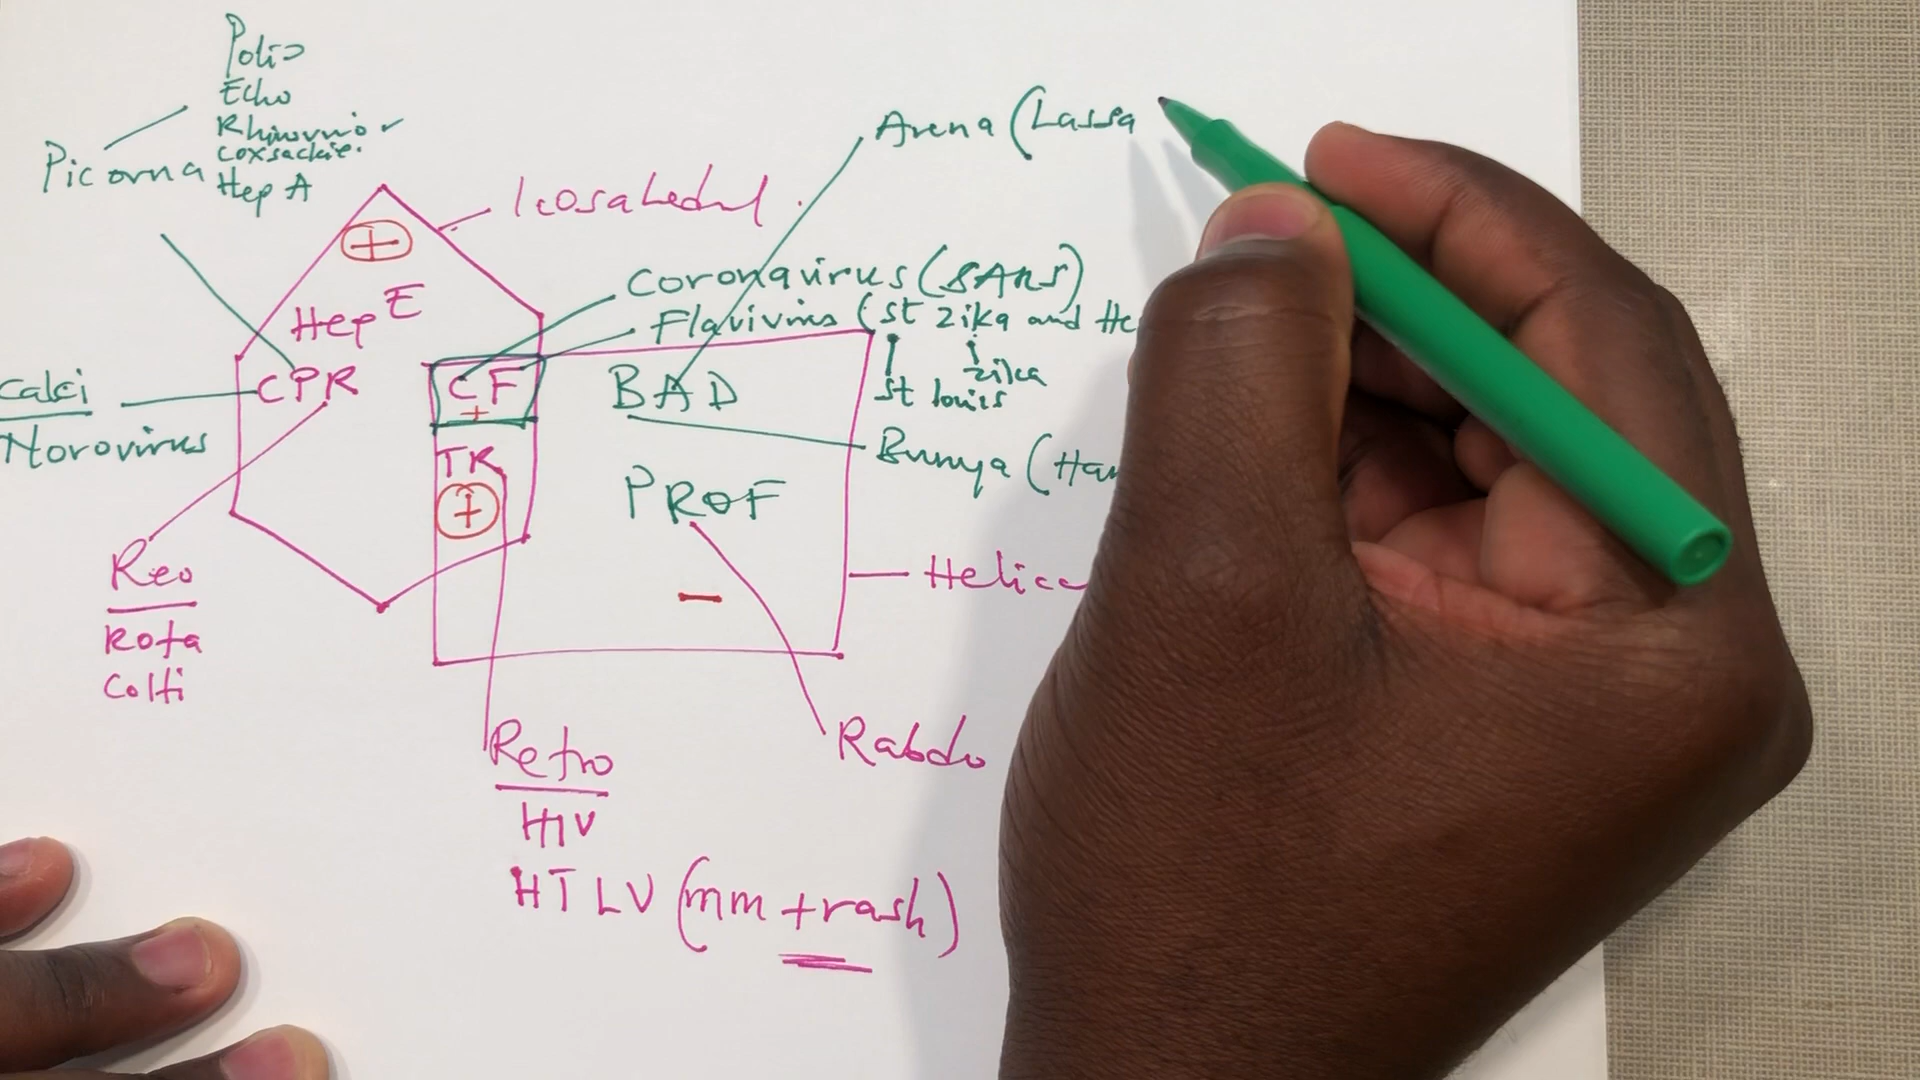 Polio
Echo
Rhinovirus
Coxsackie.
Hep A
Picorna
Icosahedral
Arena (Lassa
+
Hep E
Coronavirus (SARS)
Flavivirus (St Zika and He
zika
St louis
Calci
Norovirus
CPR
CF
+
BAD
TR
+
Bunya (Han
PROF
Helica
Reo
Rota
Colti
−
Retro
HIV
HTLV (mm +rash)
Rabdo